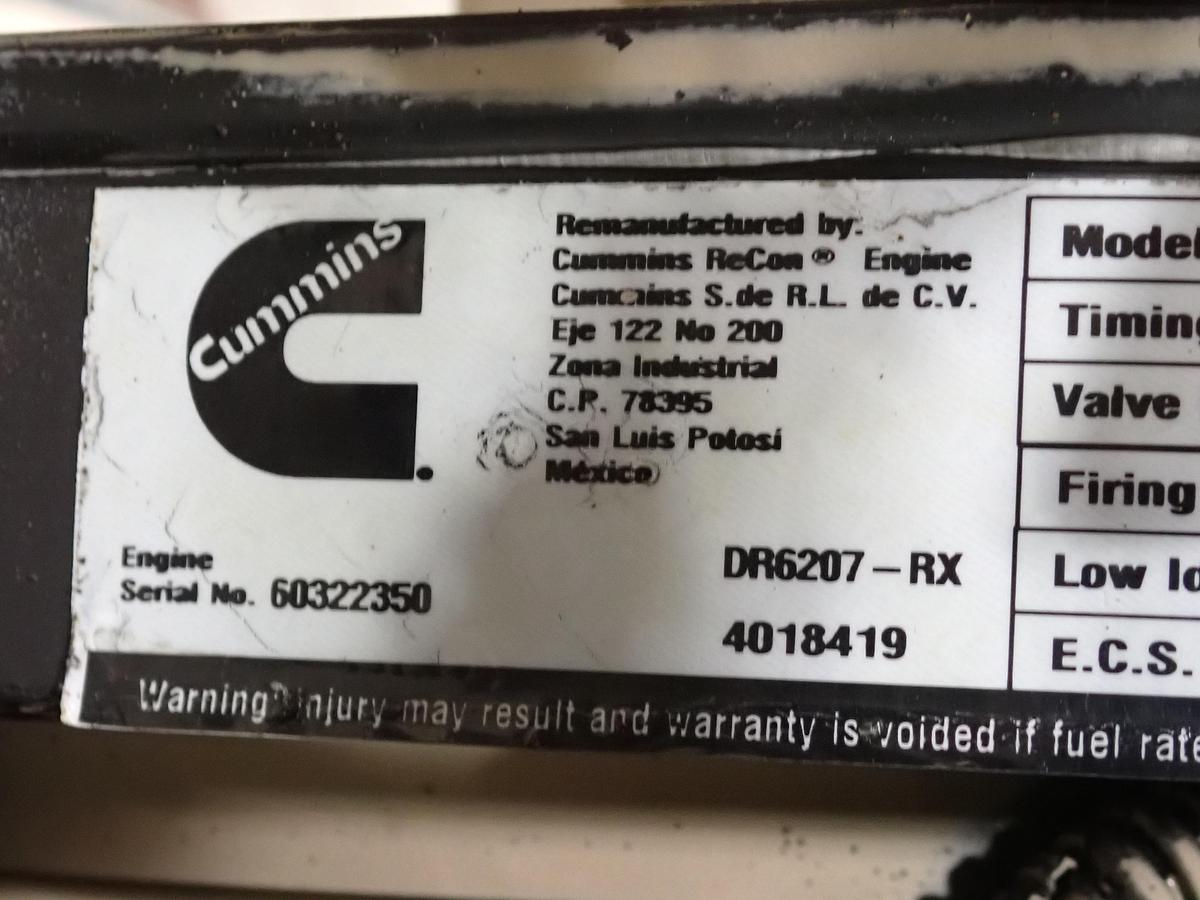 Cummins
Remanufactured by:
Cummins ReCon® Engine
Cummins S.de R.L. de C.V.
Eje 122 No 200
Zona Industrial
C.P. 78395
San Luis Potosí
México
Engine
Serial No. 60322350
DR6207-RX
4018419
Model
Timing
Valve
Firing
Low
E.C.S.
Warning injury may result and warranty is voided if fuel rate